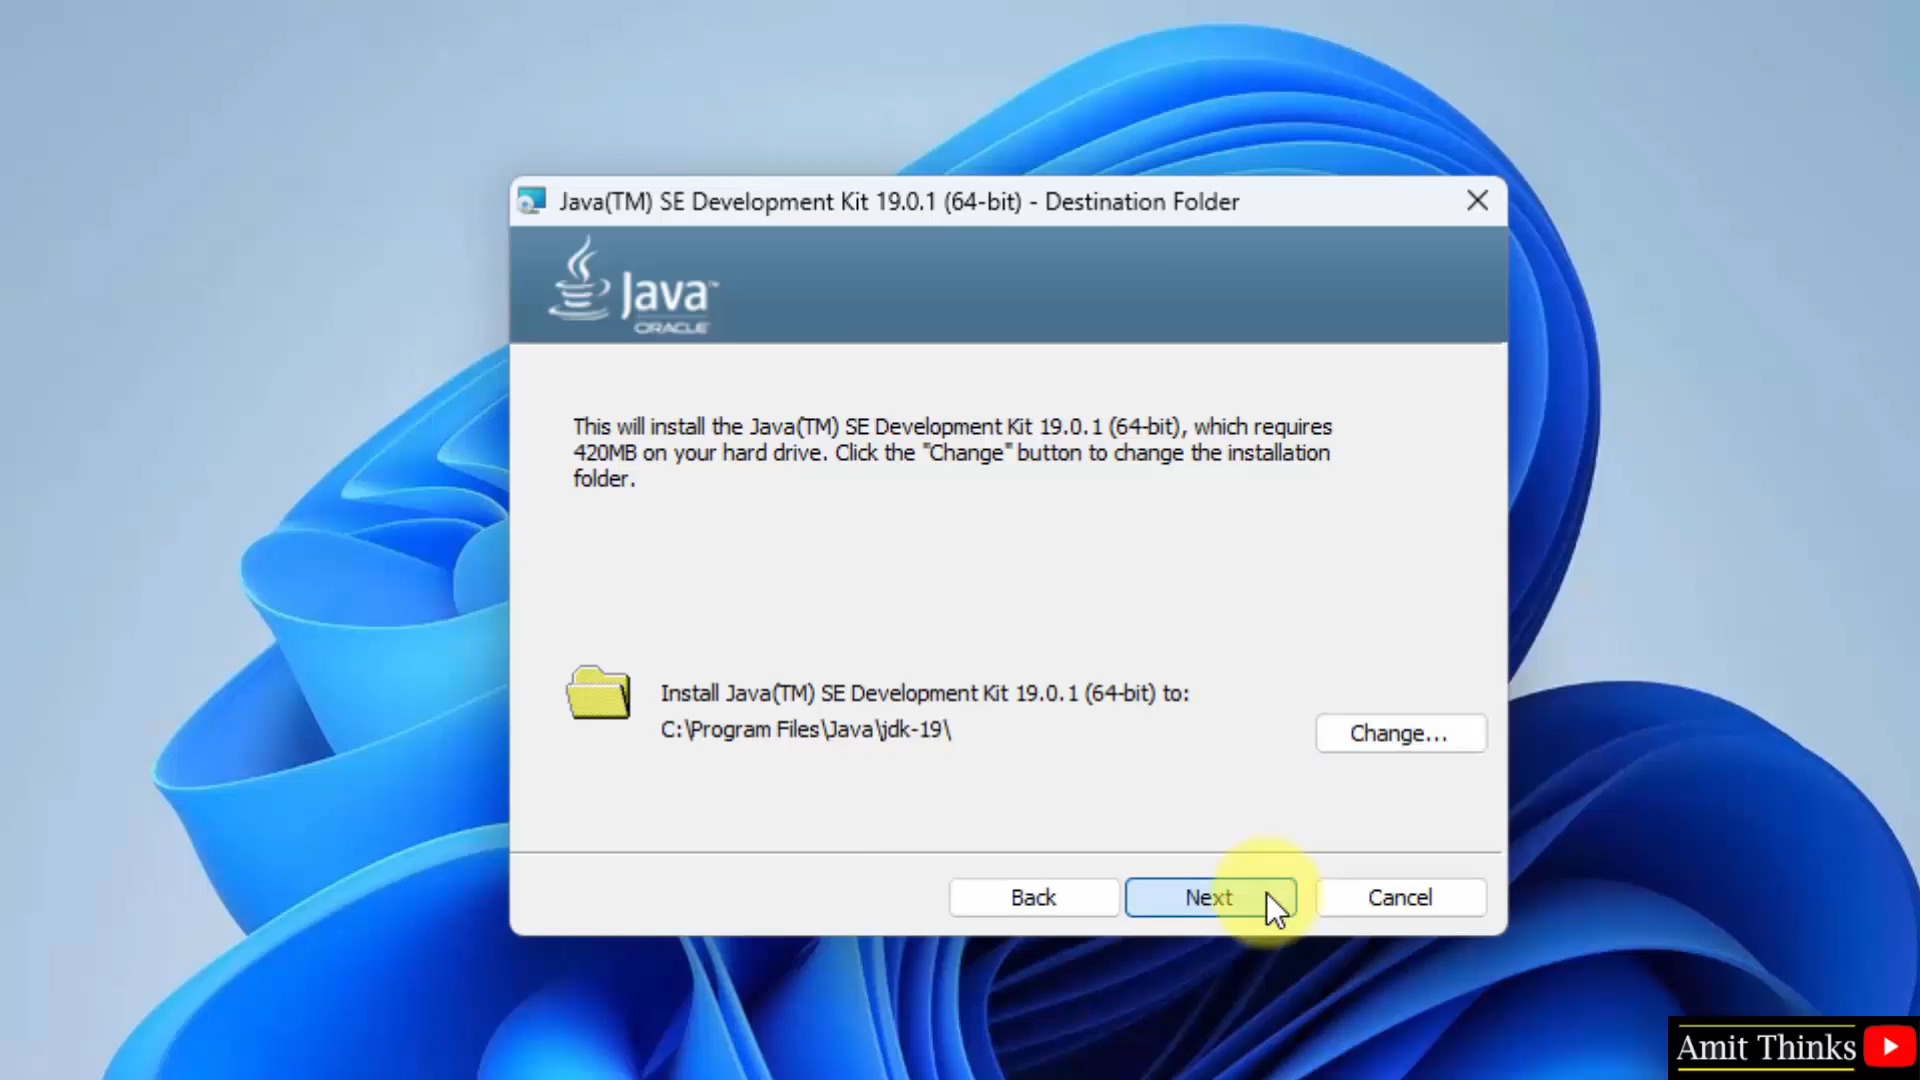 Java(TM) SE Development Kit 19.0.1 (64-bit) - Destination Folder
Java™
ORACLE
This will install the Java(TM) SE Development Kit 19.0.1 (64-bit), which requires
420MB on your hard drive. Click the "Change" button to change the installation
folder.
Install Java(TM) SE Development Kit 19.0.1 (64-bit) to:
C:\Program Files\Java\jdk-19\
Change...
Back
Next
Cancel
Amit Thinks